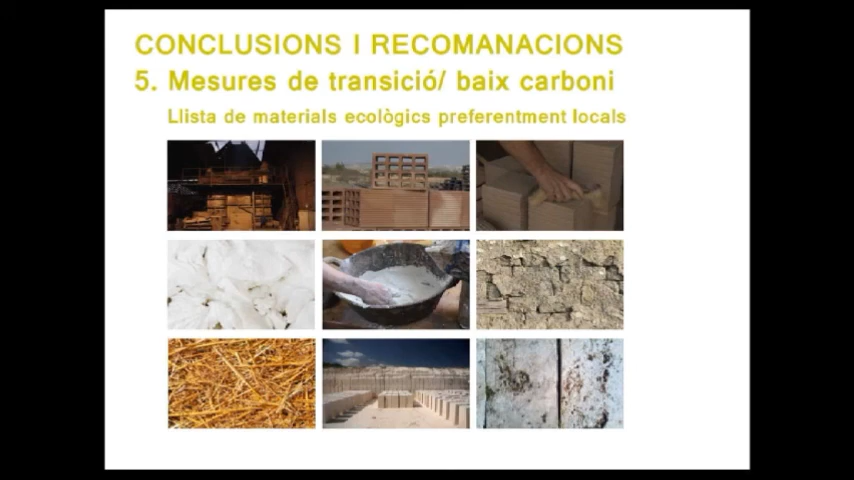 CONCLUSIONS I RECOMANACIONS
5. Mesures de transició/ baix carboni
Llista de materials ecològics preferentment locals